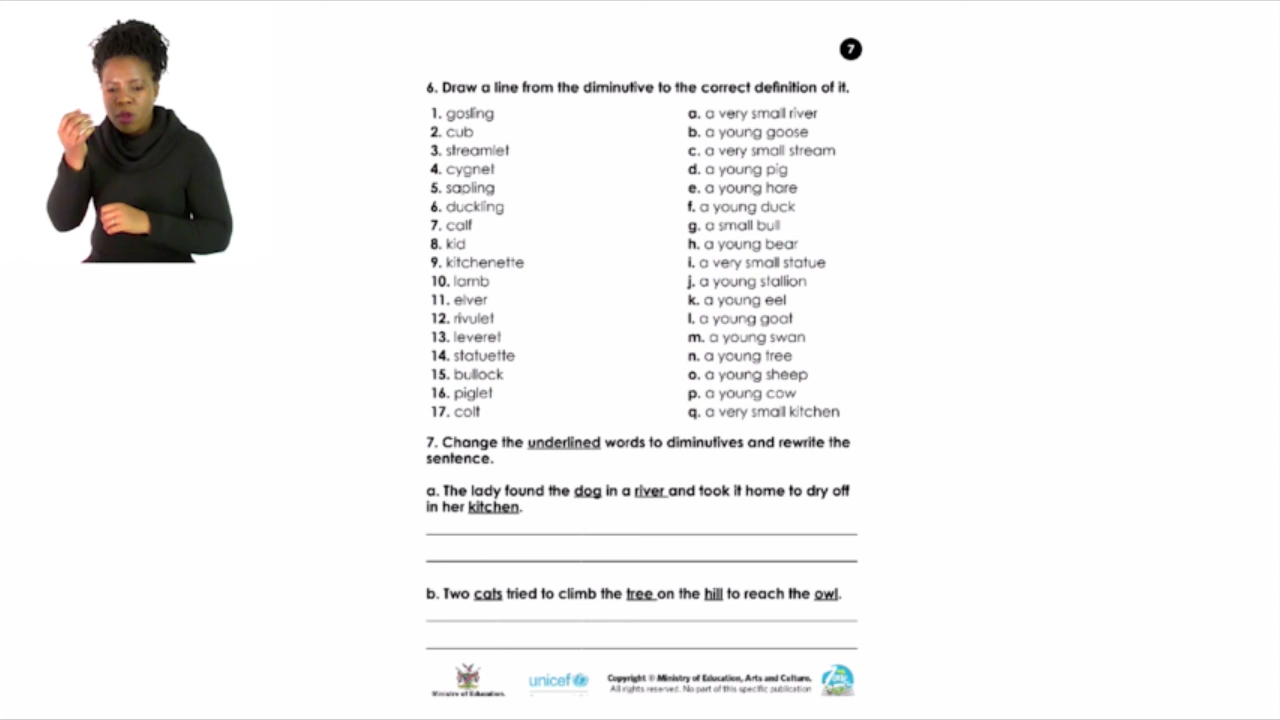 7
6. Draw a line from the diminutive to the correct definition of it.
1. gosling
2. cub
3. streamlet
4. cygnet
5. sapling
6. duckling
7. calf
8. kid
9. kitchenette
10. lamb
11. elver
12. rivulet
13. leveret
14. statuette
15. bullock
16. piglet
17. colt
a. a very small river
b. a young goose
c. a very small stream
d. a young pig
e. a young hare
f. a young duck
g. a small bull
h. a young bear
i. a very small statue
j. a young stallion
k. a young eel
l. a young goat
m. a young swan
n. a young tree
o. a young sheep
p. a young cow
q. a very small kitchen
7. Change the underlined words to diminutives and rewrite the
sentence.
a. The lady found the dog in a river and took it home to dry off
in her kitchen.
b. Two cats tried to climb the tree on the hill to reach the owl.
Ministry of Education.
unicef
Copyright © Ministry of Education, Arts and Culture.
All rights reserved. No part of this specific publication